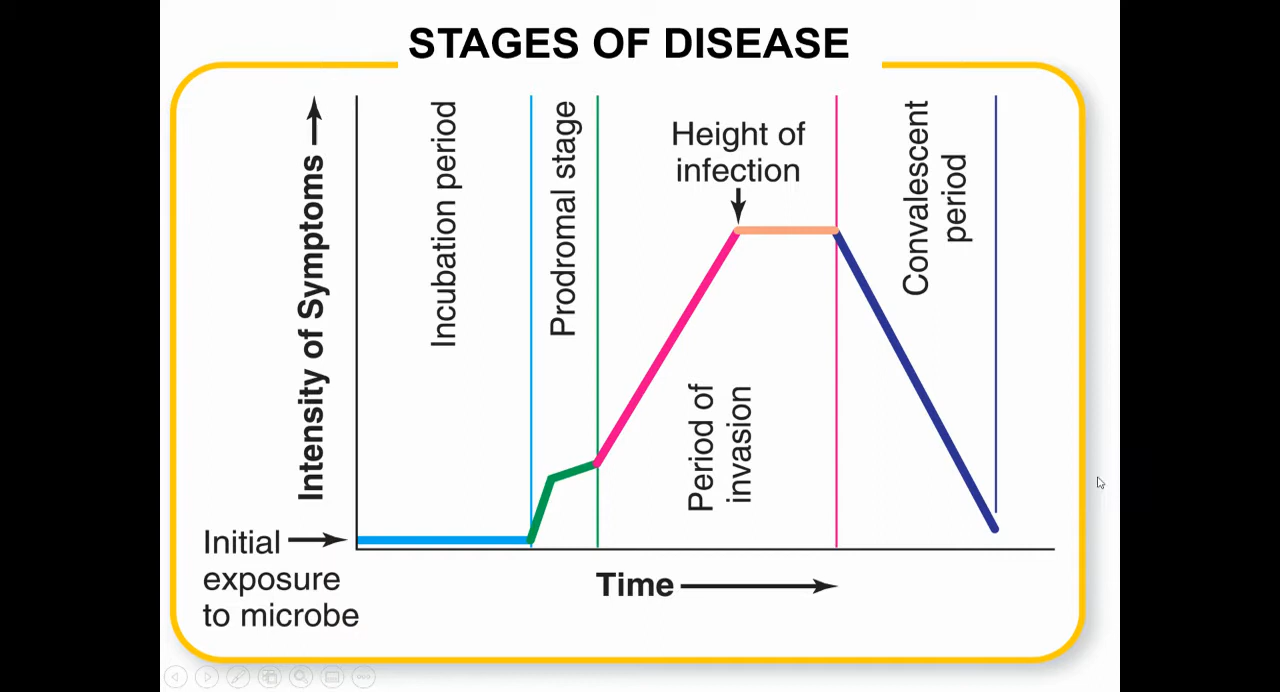 STAGES OF DISEASE
Intensity of Symptoms
Incubation period
Prodromal stage
Height of
infection
Period of
invasion
Convalescent
period
Initial
exposure
to microbe
Time